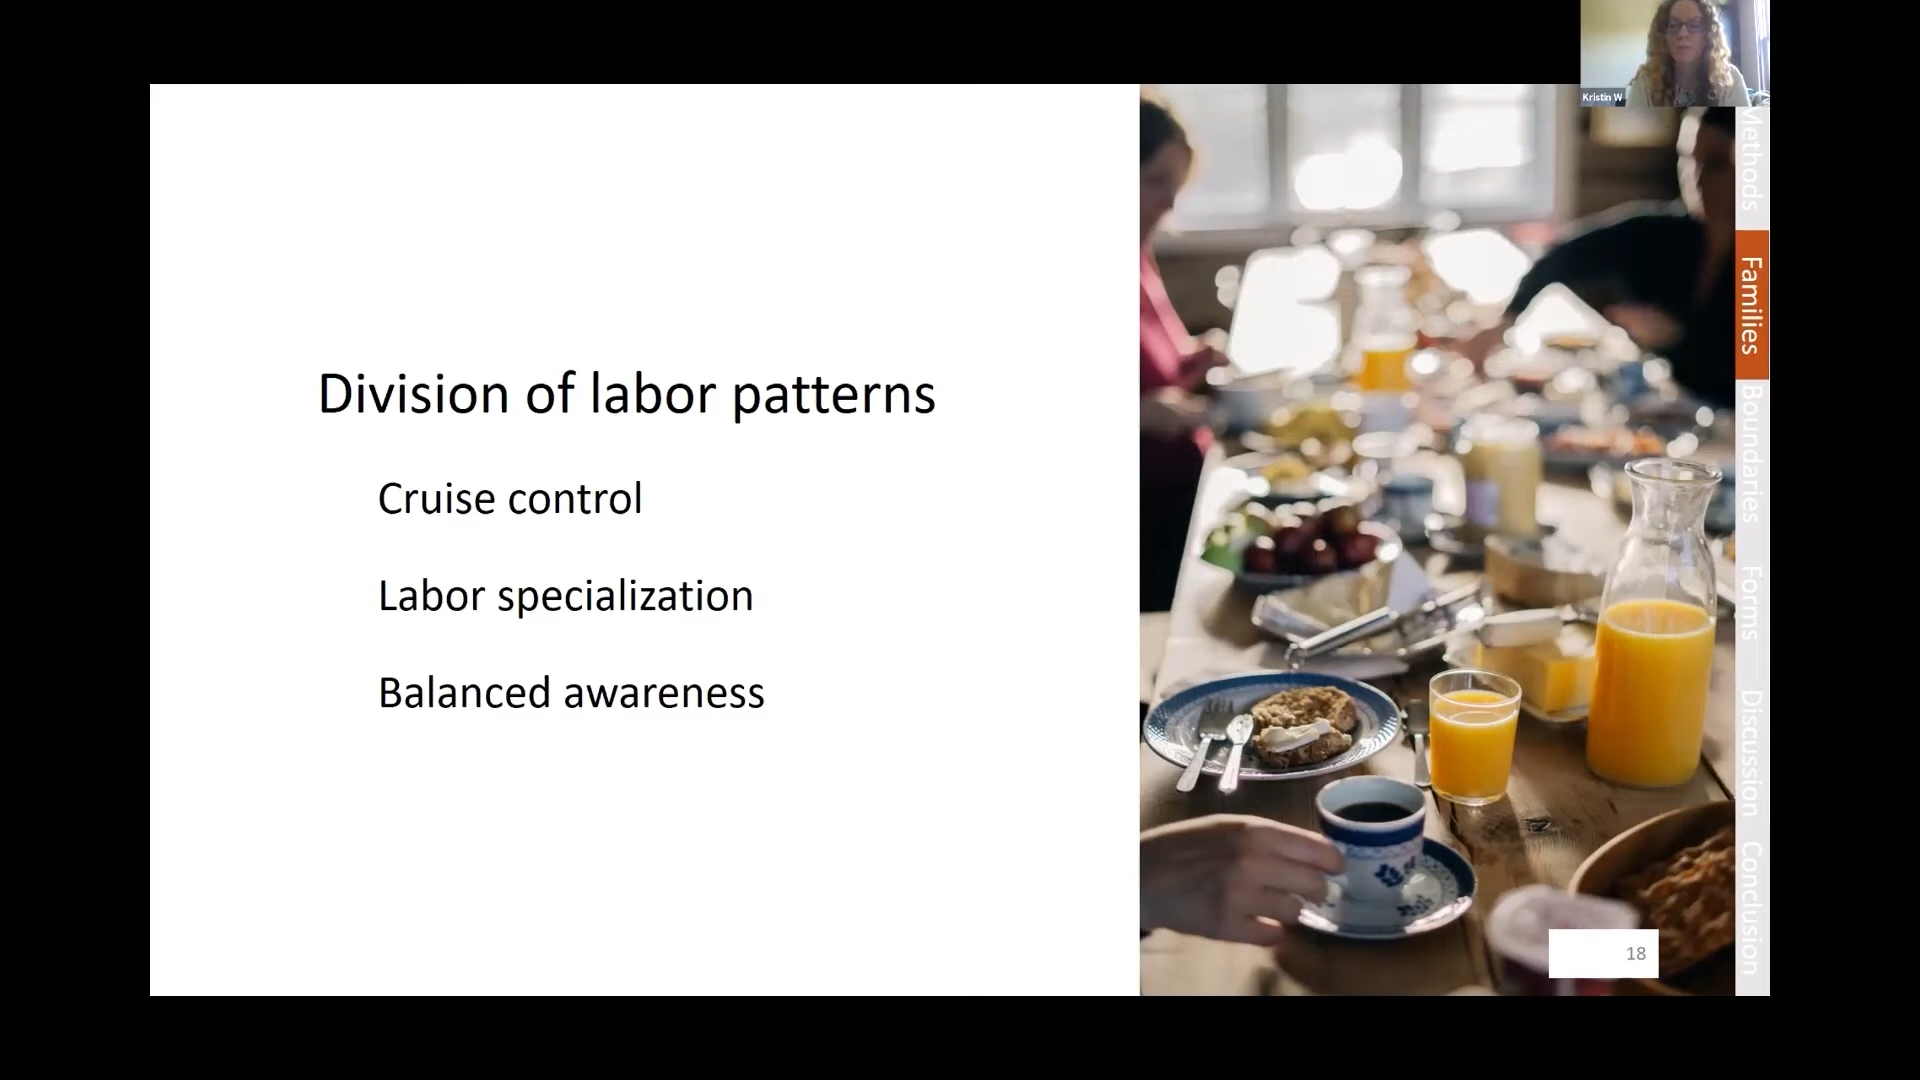 Kristin W
Division of labor patterns
Cruise control
Labor specialization
Balanced awareness
Methods
Families
Boundaries
Forms
Discussion
Conclusion
18